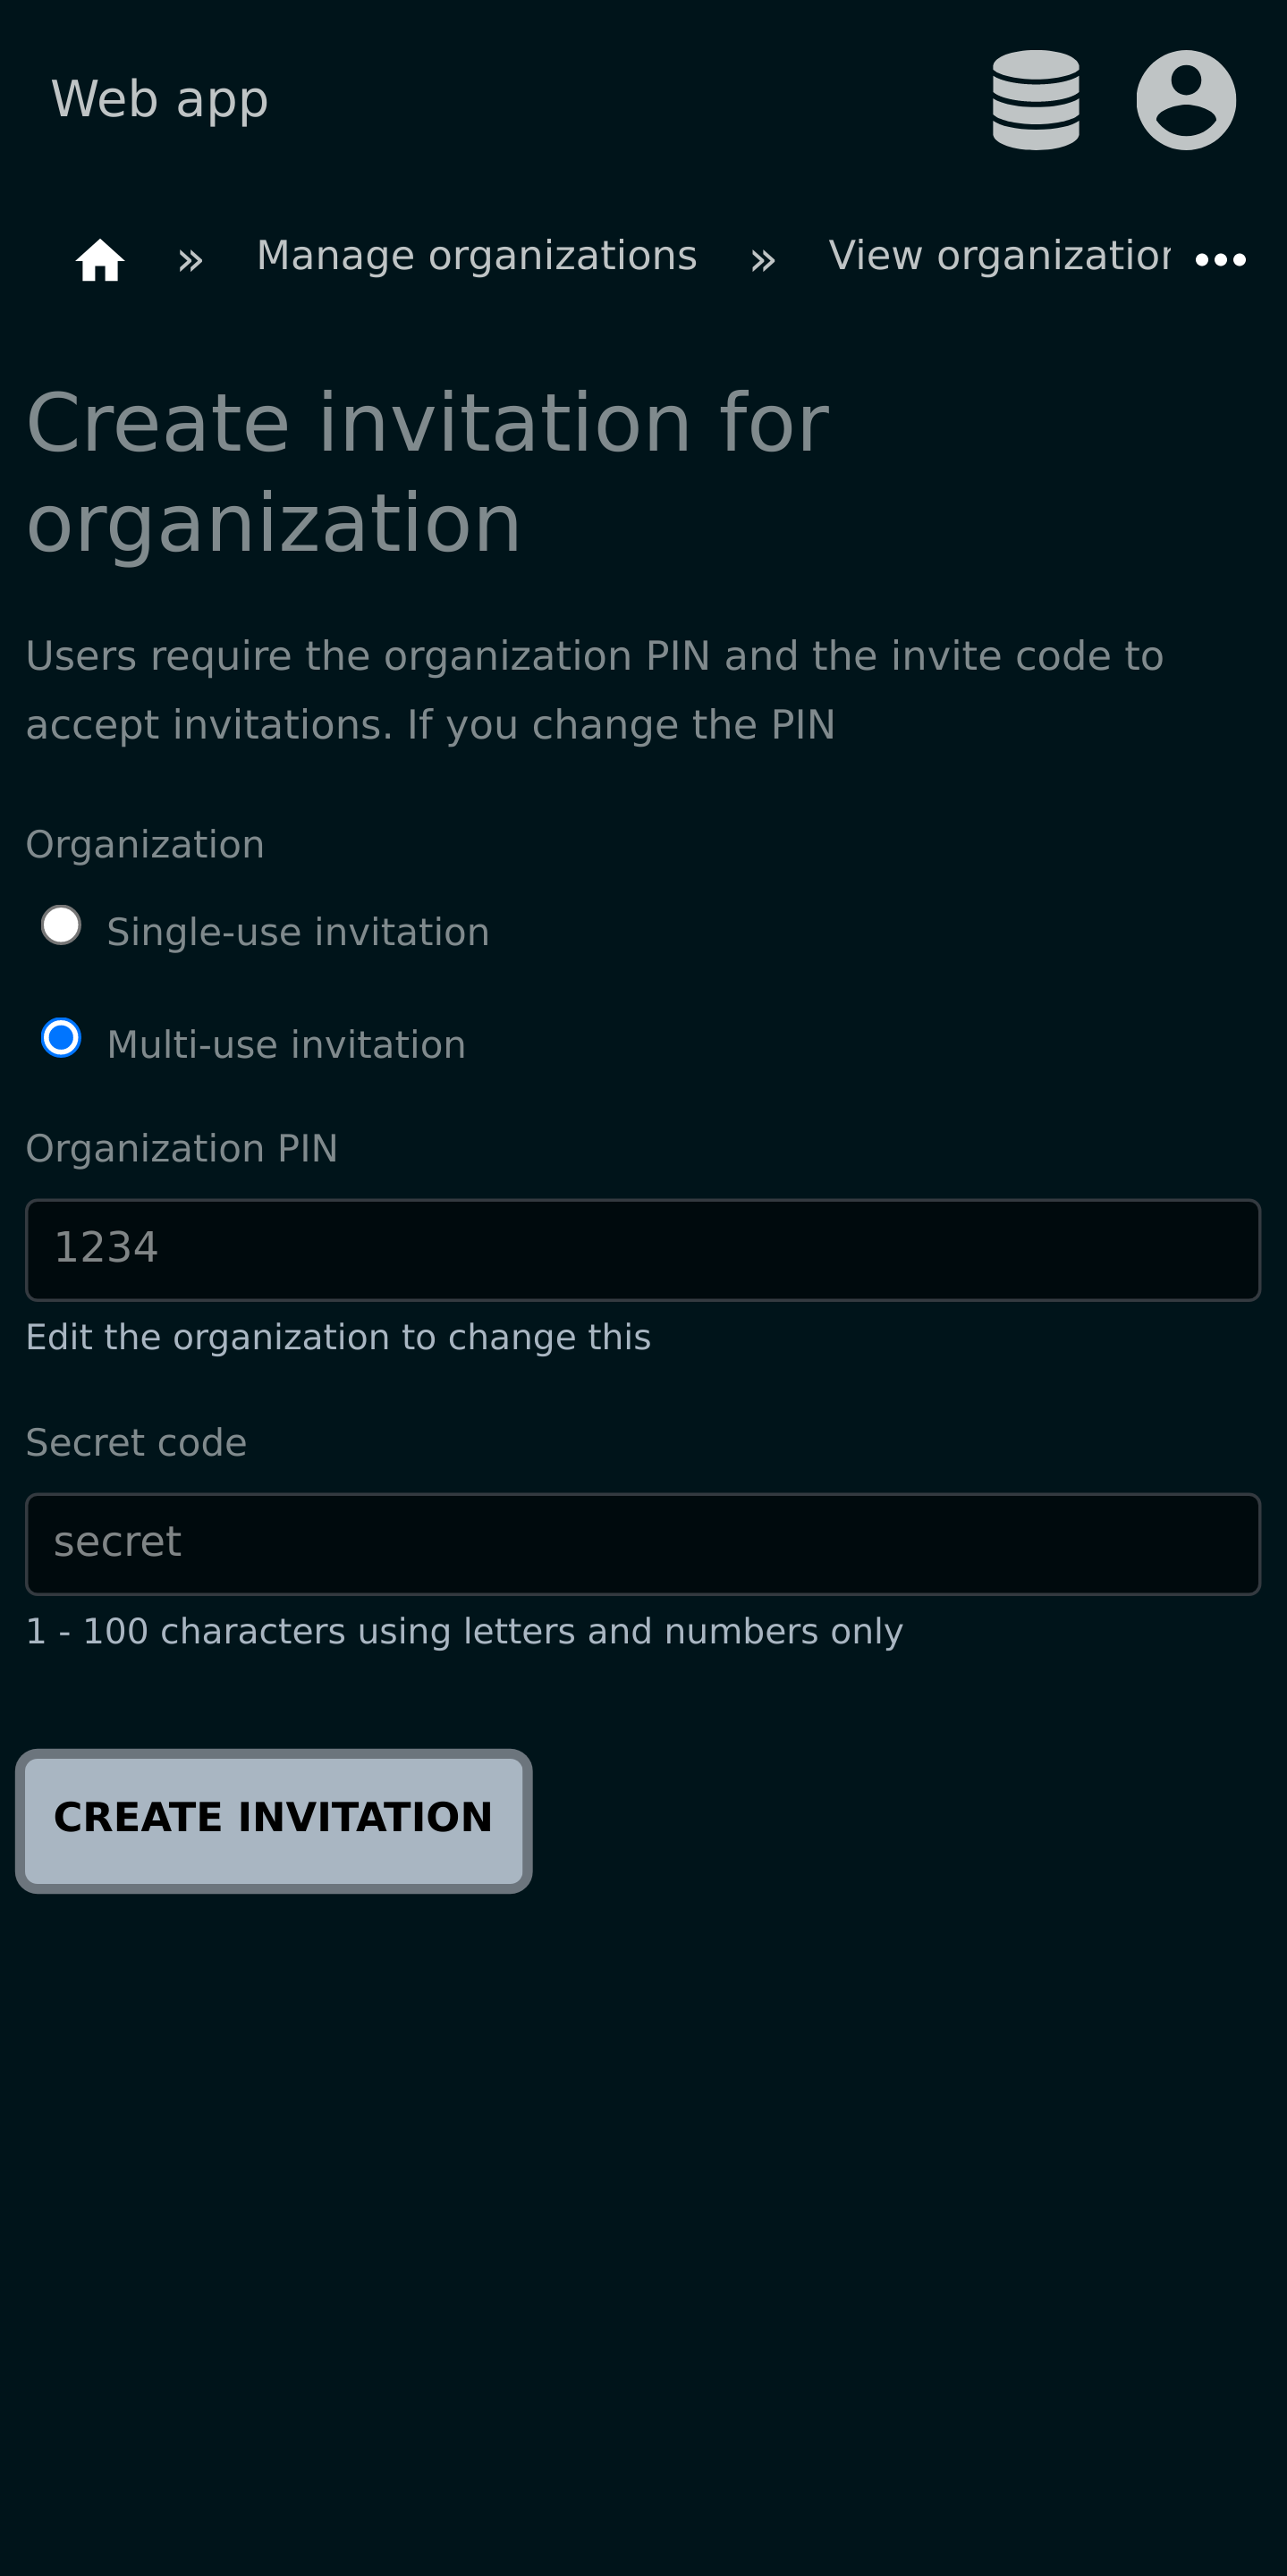 Web app
» Manage organizations » View organization
Create invitation for
organization
Users require the organization PIN and the invite code to
accept invitations. If you change the PIN
Organization
Single-use invitation
Multi-use invitation
Organization PIN
1234
Edit the organization to change this
Secret code
secret
1 - 100 characters using letters and numbers only
CREATE INVITATION